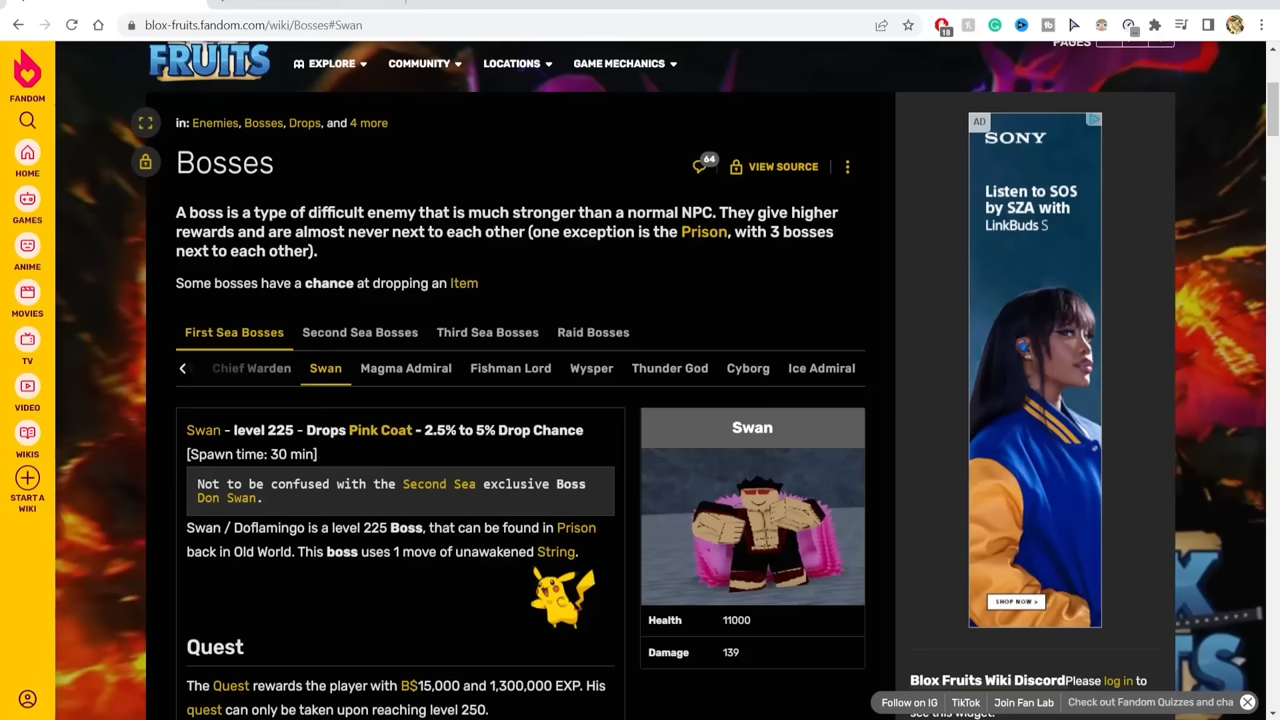 blox-fruits.fandom.com/wiki/Bosses#Swan
18
FANDOM
HOME
GAMES
ANIME
MOVIES
TV
VIDEO
WIKIS
START A
WIKI
FRUITS
EXPLORE
COMMUNITY
LOCATIONS
GAME MECHANICS
PAGES
in: Enemies, Bosses, Drops, and 4 more
Bosses
64
VIEW SOURCE
A boss is a type of difficult enemy that is much stronger than a normal NPC. They give higher
rewards and are almost never next to each other (one exception is the Prison, with 3 bosses
next to each other).
Some bosses have a chance at dropping an Item
First Sea Bosses
Second Sea Bosses
Third Sea Bosses
Raid Bosses
Chief Warden
Swan
Magma Admiral
Fishman Lord
Wysper
Thunder God
Cyborg
Ice Admiral
Swan - level 225 - Drops Pink Coat - 2.5% to 5% Drop Chance
[Spawn time: 30 min]
Not to be confused with the Second Sea exclusive Boss
Don Swan.
Swan / Doflamingo is a level 225 Boss, that can be found in Prison
back in Old World. This boss uses 1 move of unawakened String.
Quest
The Quest rewards the player with B$15,000 and 1,300,000 EXP. His
quest can only be taken upon reaching level 250.
Swan
Health 11000
Damage 139
AD
SONY
Listen to SOS
by SZA with
LinkBuds S
SHOP NOW >
Blox Fruits Wiki DiscordPlease log in to
see this widget.
Follow on IG
TikTok
Join Fan Lab
Check out Fandom Quizzes and cha